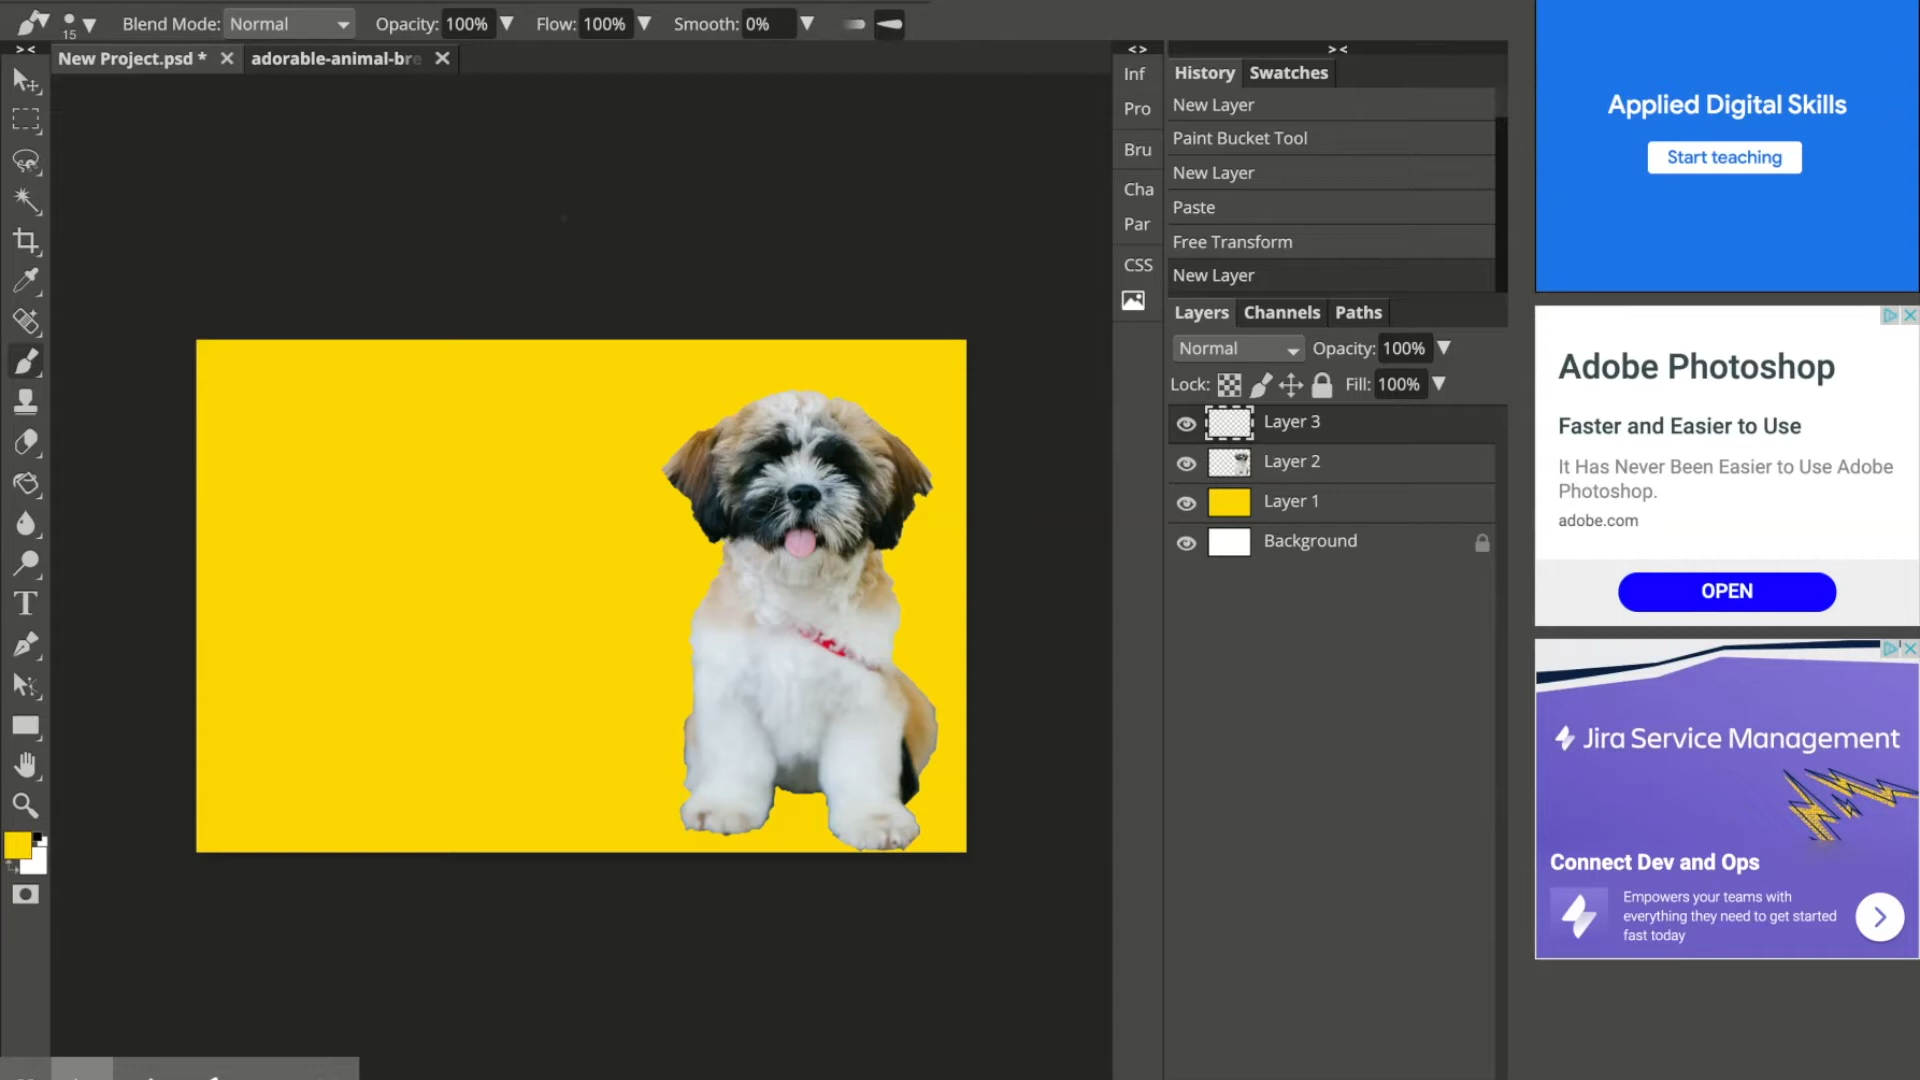 15
Blend Mode: Normal
Opacity: 100%
Flow: 100%
Smooth: 0%
> <
New Project.psd *
adorable-animal-bre
< >
> <
Inf
Pro
Bru
Cha
Par
CSS
History
Swatches
New Layer
Paint Bucket Tool
New Layer
Paste
Free Transform
New Layer
Layers
Channels
Paths
Normal
Opacity: 100%
Lock:
Fill: 100%
Layer 3
Layer 2
Layer 1
Background
T
Applied Digital Skills
Start teaching
Adobe Photoshop
Faster and Easier to Use
It Has Never Been Easier to Use Adobe
Photoshop.
adobe.com
OPEN
Jira Service Management
Connect Dev and Ops
Empowers your teams with
everything they need to get started
fast today